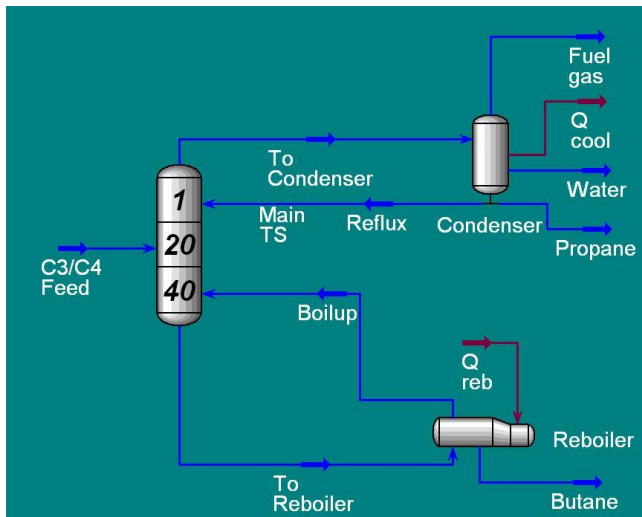 Fuel
gas
Q
cool
To
Condenser
Water
1
Main
TS
Reflux
Condenser
Propane
20
C3/C4
Feed
40
Boilup
Q
reb
Reboiler
To
Reboiler
Butane